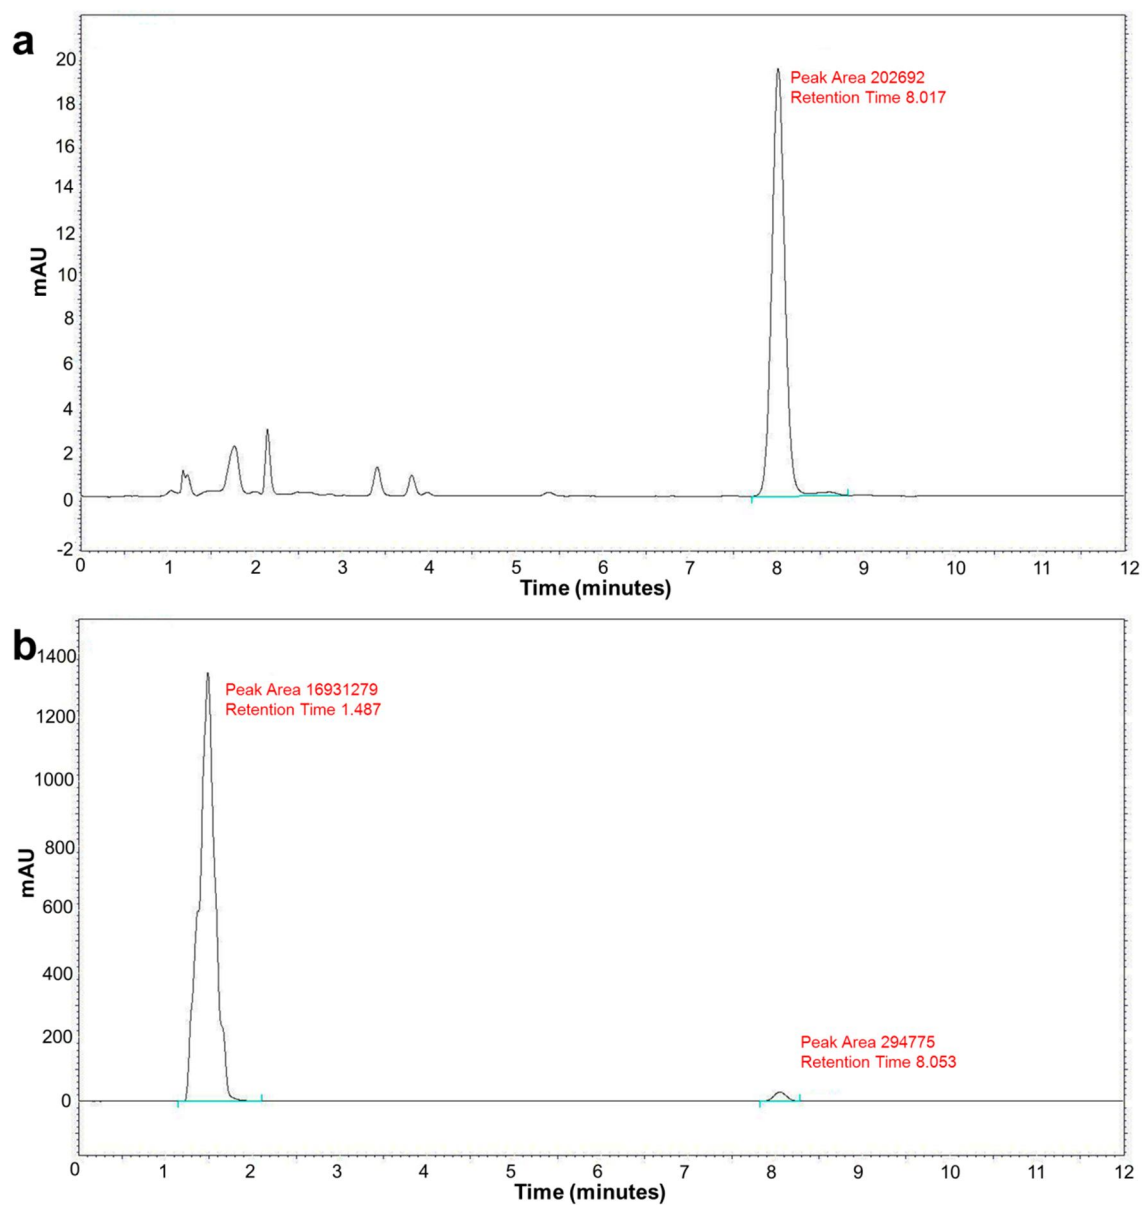 a
20
18
16
14
12
10
8
6
4
2
0
-2
mAU
Peak Area 202692
Retention Time 8.017
0 1 2 3 4 5 6 7 8 9 10 11 12
Time (minutes)
b
1400
1200
1000
800
600
400
200
0
mAU
Peak Area 16931279
Retention Time 1.487
Peak Area 294775
Retention Time 8.053
0 1 2 3 4 5 6 7 8 9 10 11 12
Time (minutes)